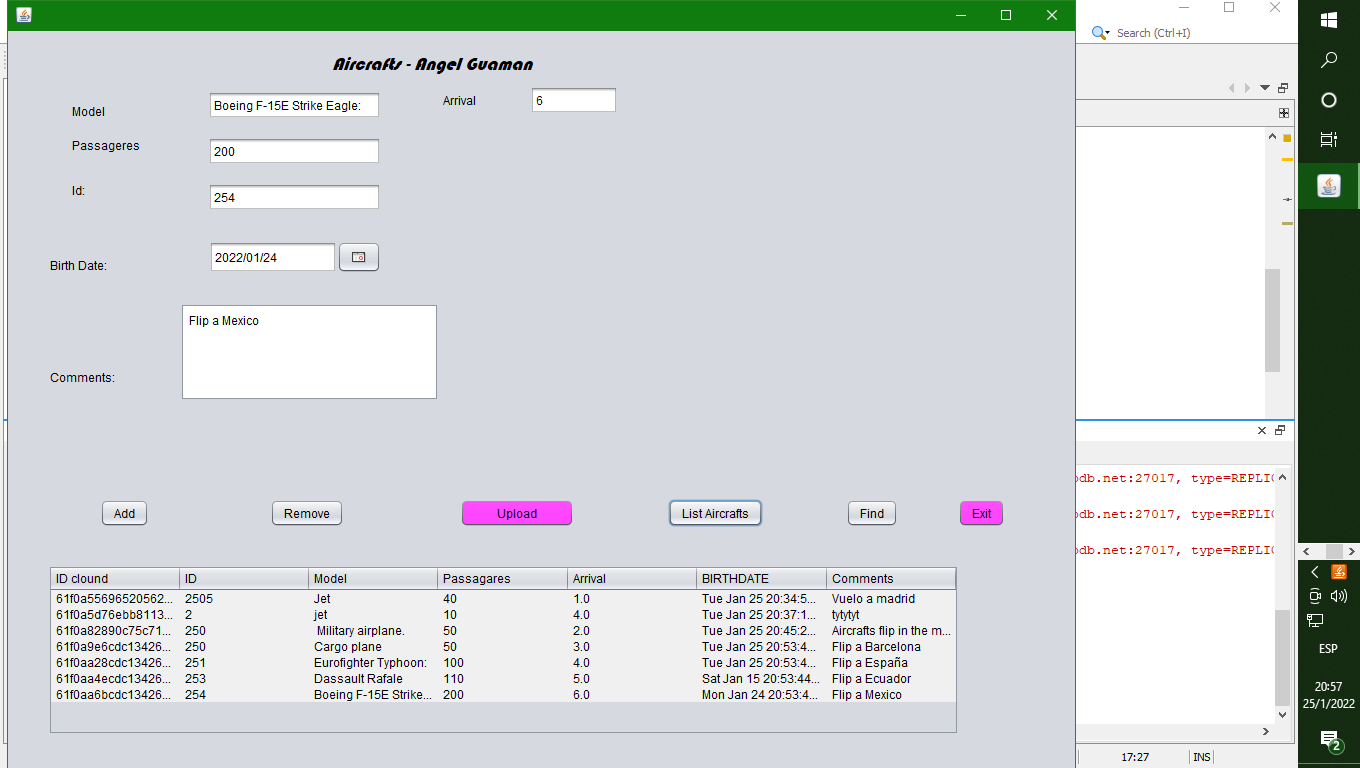 Search (Ctrl+I)
Aircrafts - Angel Guaman
Model Boeing F-15E Strike Eagle: Arrival 6
Passageres 200
Id: 254
Birth Date: 2022/01/24
Flip a Mexico
Comments:
Add Remove Upload List Aircrafts Find Exit
ID clound ID Model Passagares Arrival BIRTHDATE Comments
61f0a55696520562... 2505 Jet 40 1.0 Tue Jan 25 20:34:5... Vuelo a madrid
61f0a5d76ebb8113... 2 jet 10 4.0 Tue Jan 25 20:37:1... tytytyt
61f0a82890c75c71... 250 Military airplane. 50 2.0 Tue Jan 25 20:45:2... Aircrafts flip in the m...
61f0a9e6cdc13426... 250 Cargo plane 50 3.0 Tue Jan 25 20:53:4... Flip a Barcelona
61f0aa28cdc13426... 251 Eurofighter Typhoon: 100 4.0 Tue Jan 25 20:53:4... Flip a España
61f0aa4ecdc13426... 253 Dassault Rafale 110 5.0 Sat Jan 15 20:53:44... Flip a Ecuador
61f0aa6bcdc13426... 254 Boeing F-15E Strike... 200 6.0 Mon Jan 24 20:53:4... Flip a Mexico
odb.net:27017, type=REPLIC
odb.net:27017, type=REPLIC
odb.net:27017, type=REPLIC
17:27 INS
ESP
20:57
25/1/2022
2